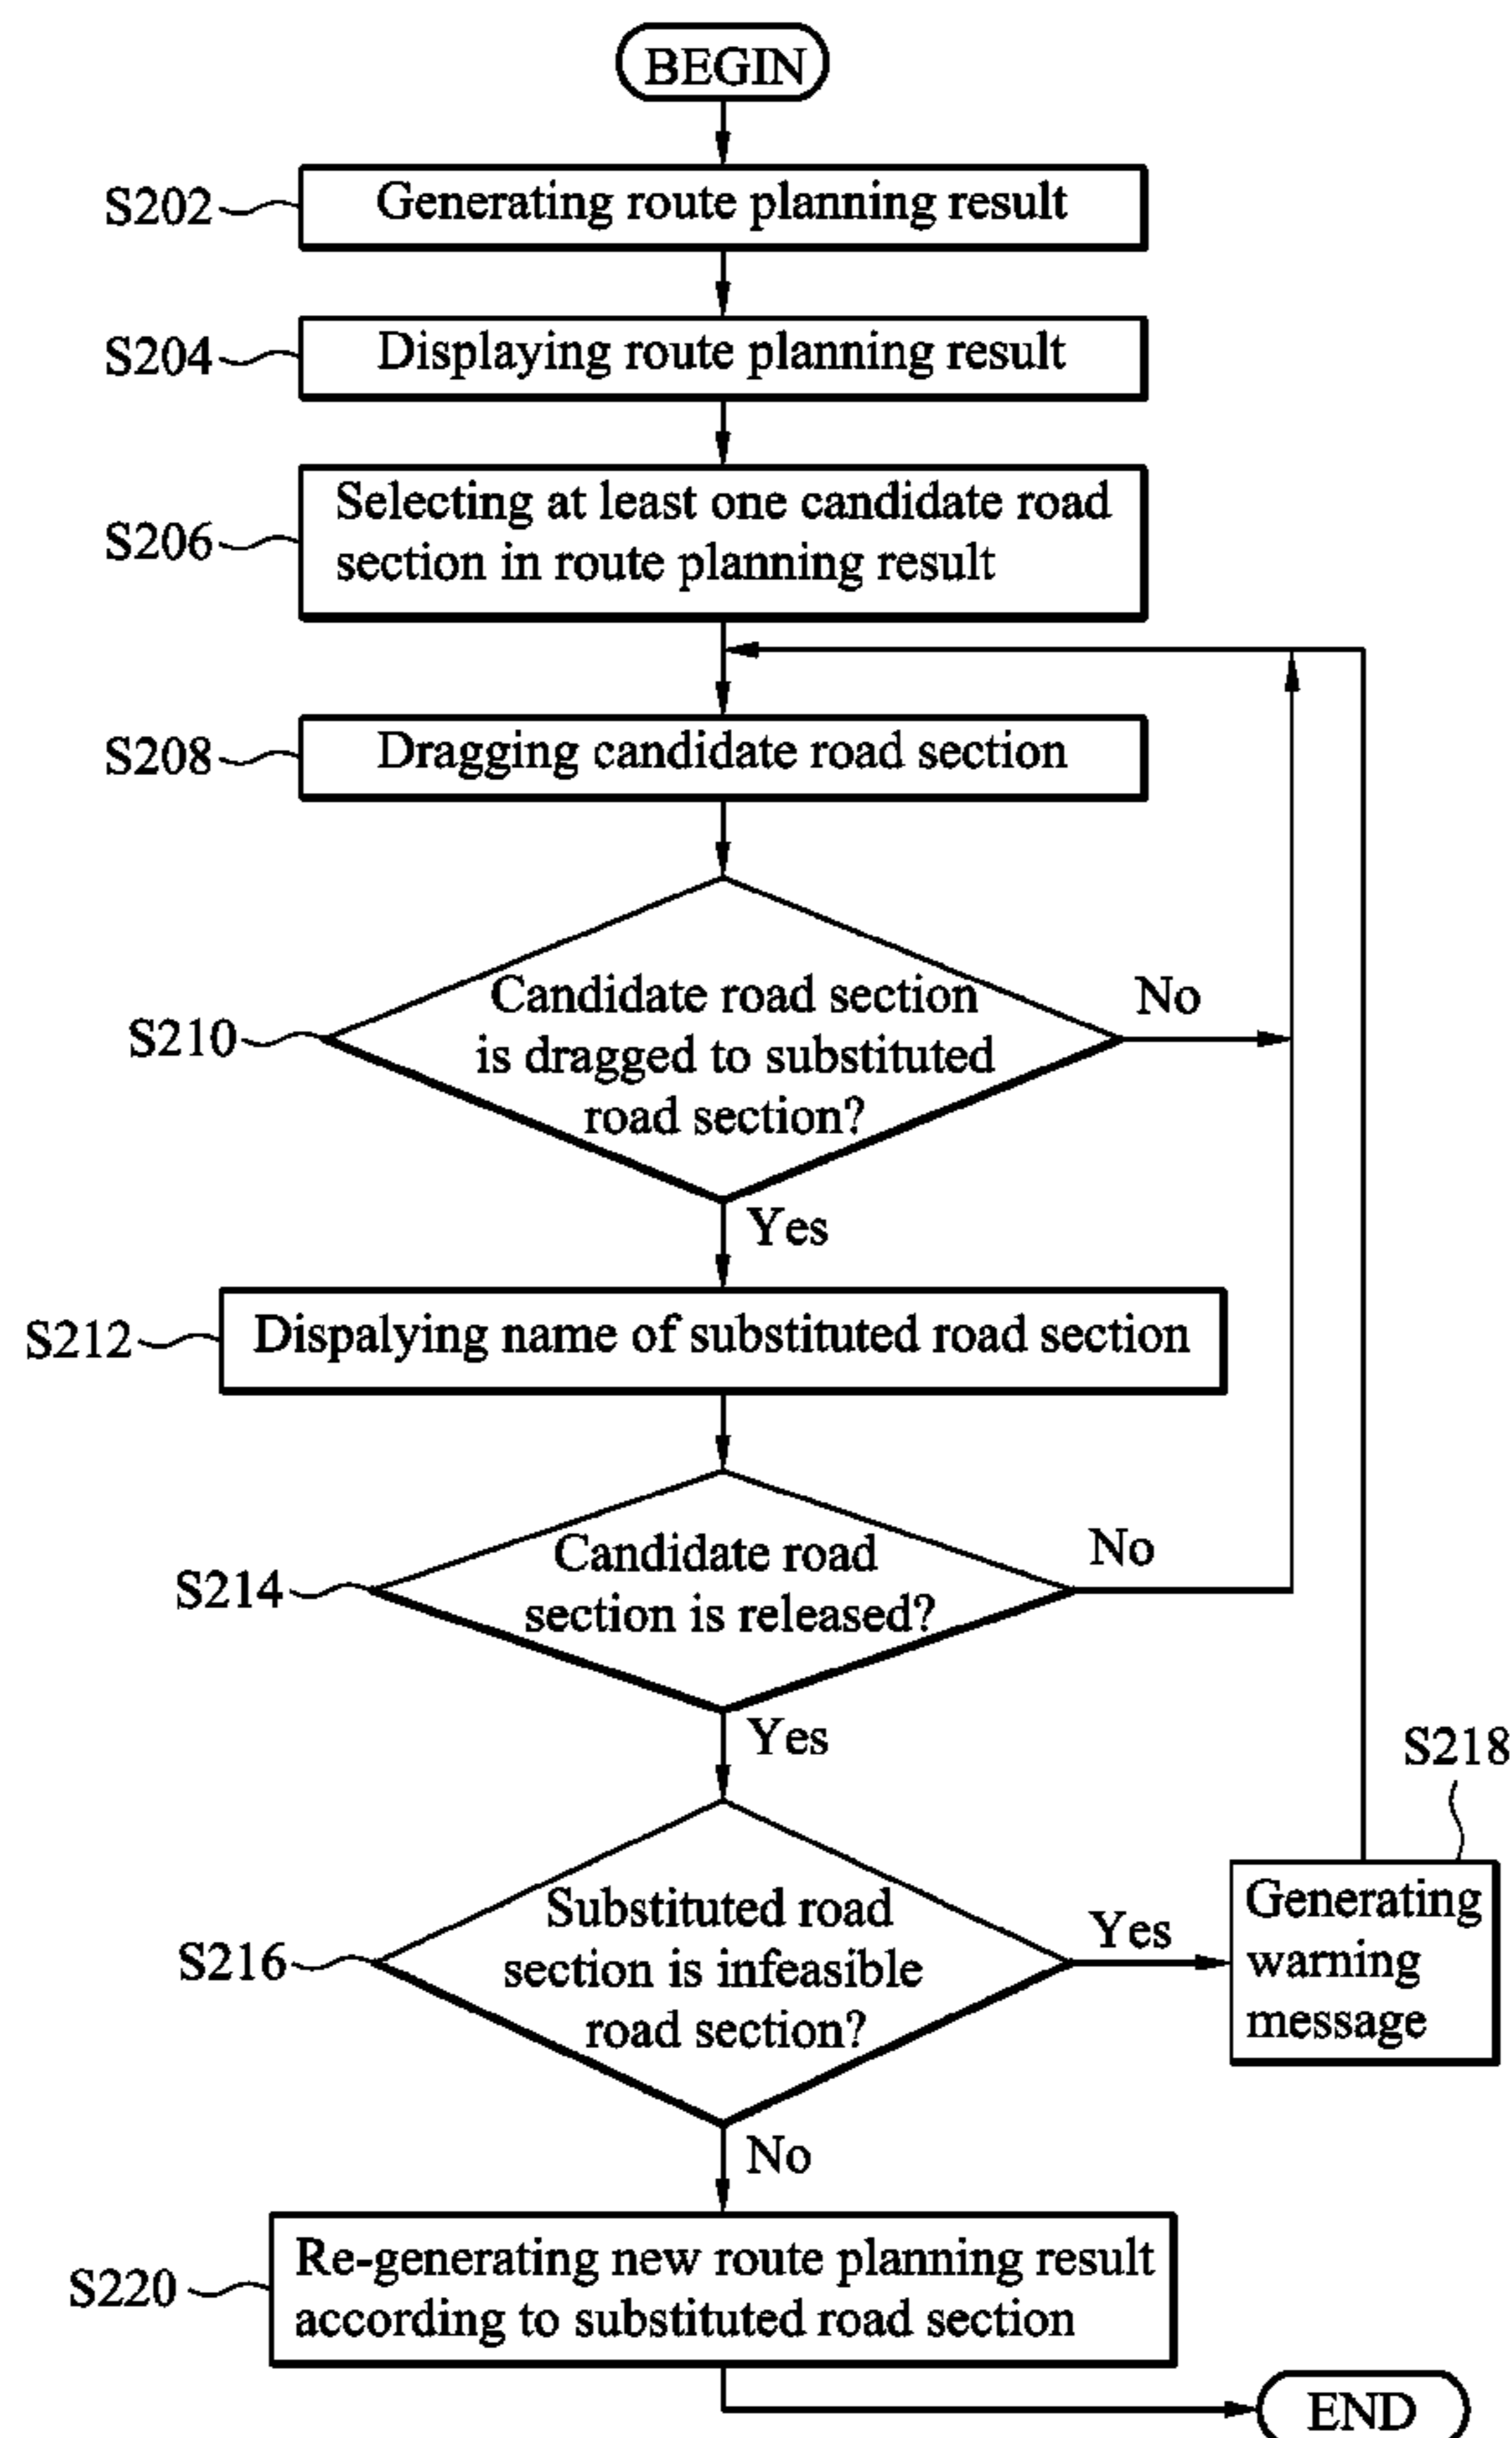 BEGIN
S202
Generating route planning result
S204
Displaying route planning result
S206
Selecting at least one candidate road
section in route planning result
S208
Dragging candidate road section
S210
Candidate road section
is dragged to substituted
road section?
No
Yes
S212
Dispalying name of substituted road section
S214
Candidate road
section is released?
No
Yes
S216
Substituted road
section is infeasible
road section?
Yes
S218
Generating
warning
message
No
S220
Re-generating new route planning result
according to substituted road section
END